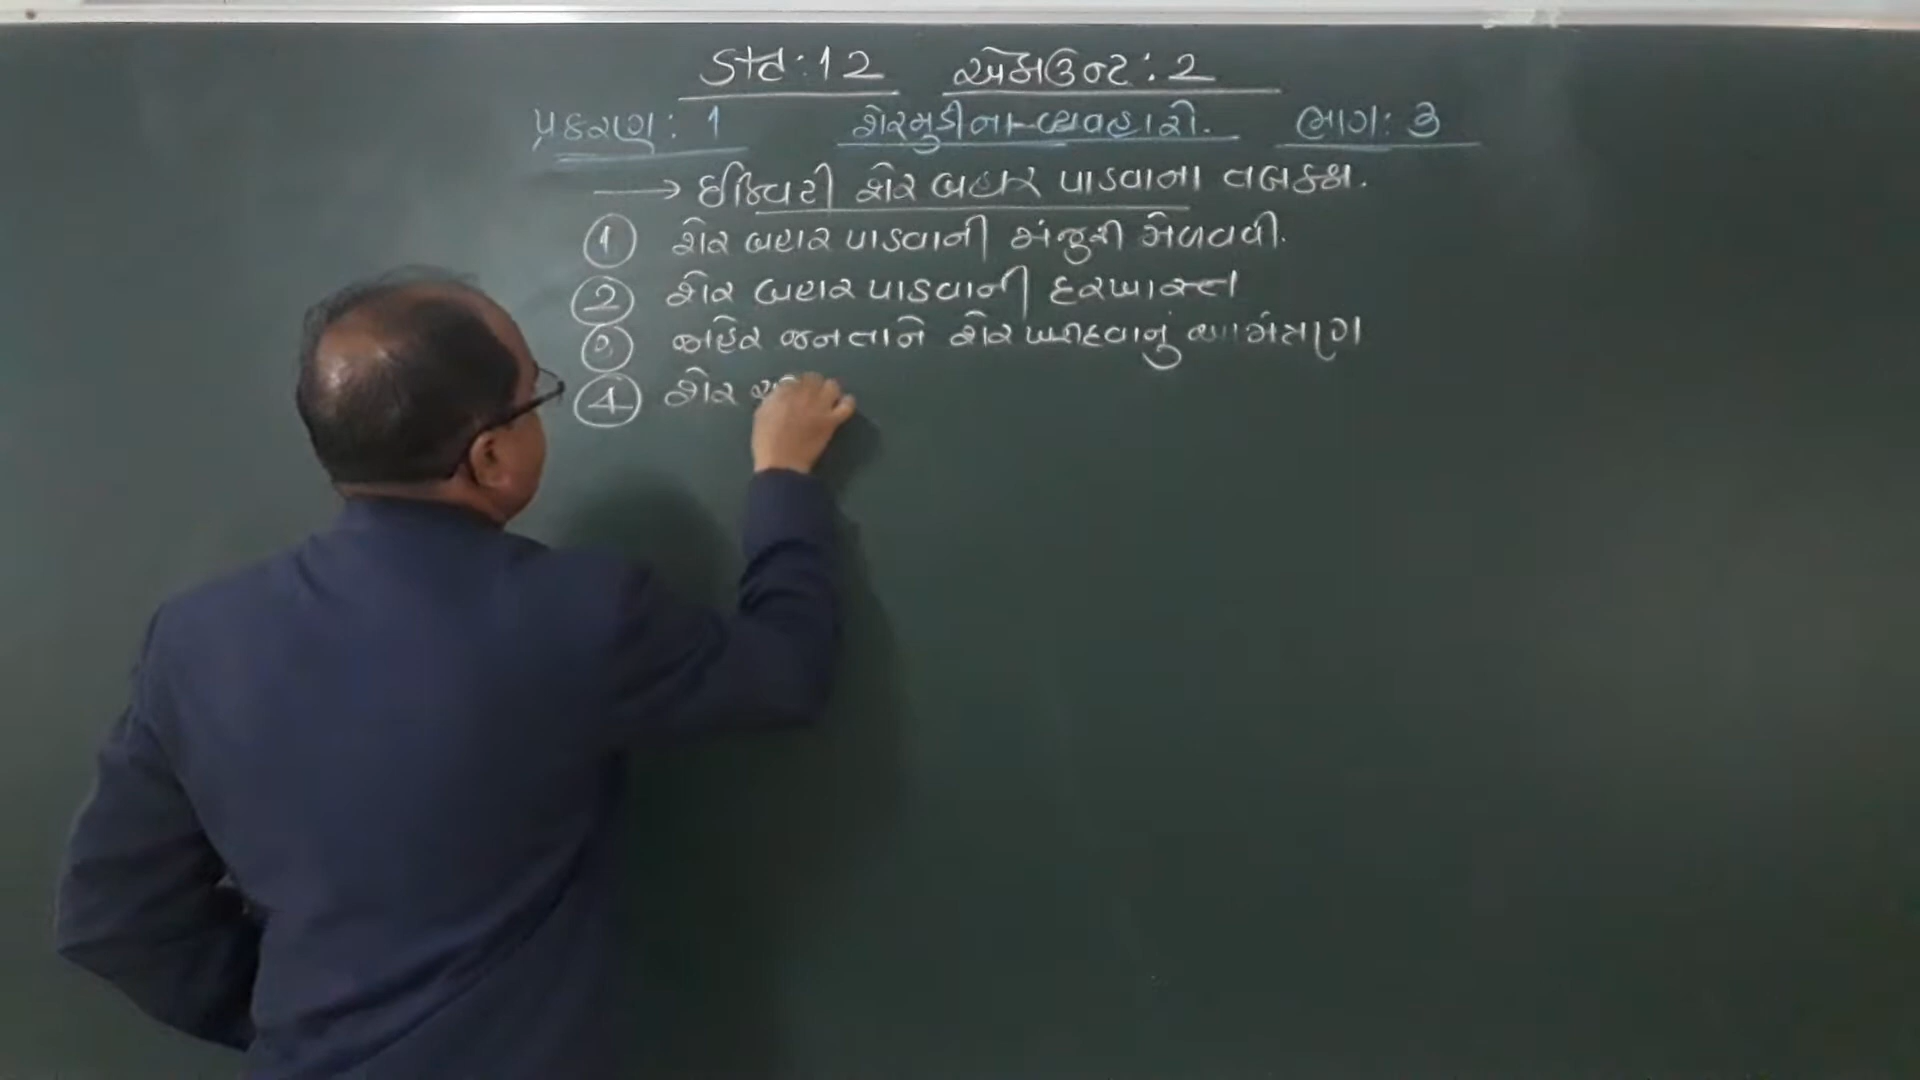 ડાત: 12 એકાઉન્ટ: 2
પ્રકરણ: 1 શેરમુડીના વ્યવહારો. ભાગ: 3
→ ઈક્વિટી શેર બહાર પાડવાના તબક્કા.
1 શેર બહાર પાડવાની મંજુરી મેળવવી.
2 શેર બહાર પાડવાની દરખાસ્ત
3 જાહેર જનતાને શેર ખરીદવાનું આમંત્રણ
4 શેર